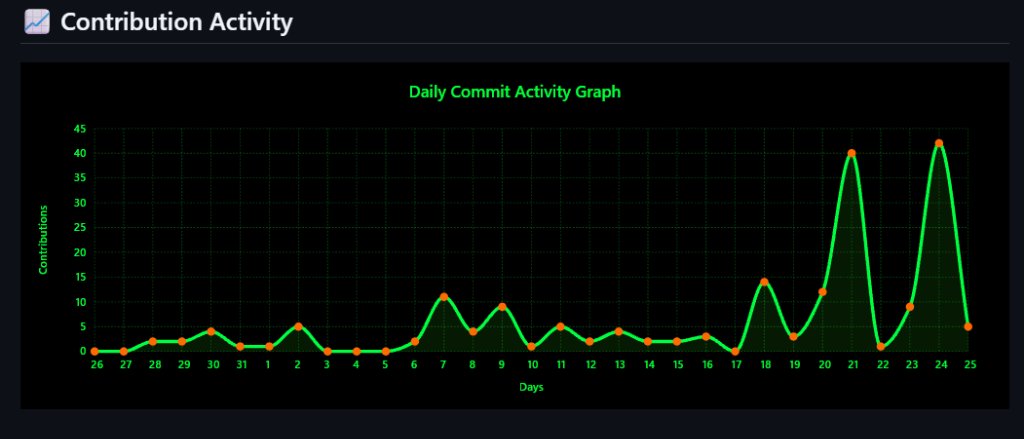 📈 Contribution Activity
Daily Commit Activity Graph
45
40
35
30
25
20
15
10
5
0
Contributions
26 27 28 29 30 31 1 2 3 4 5 6 7 8 9 10 11 12 13 14 15 16 17 18 19 20 21 22 23 24 25
Days